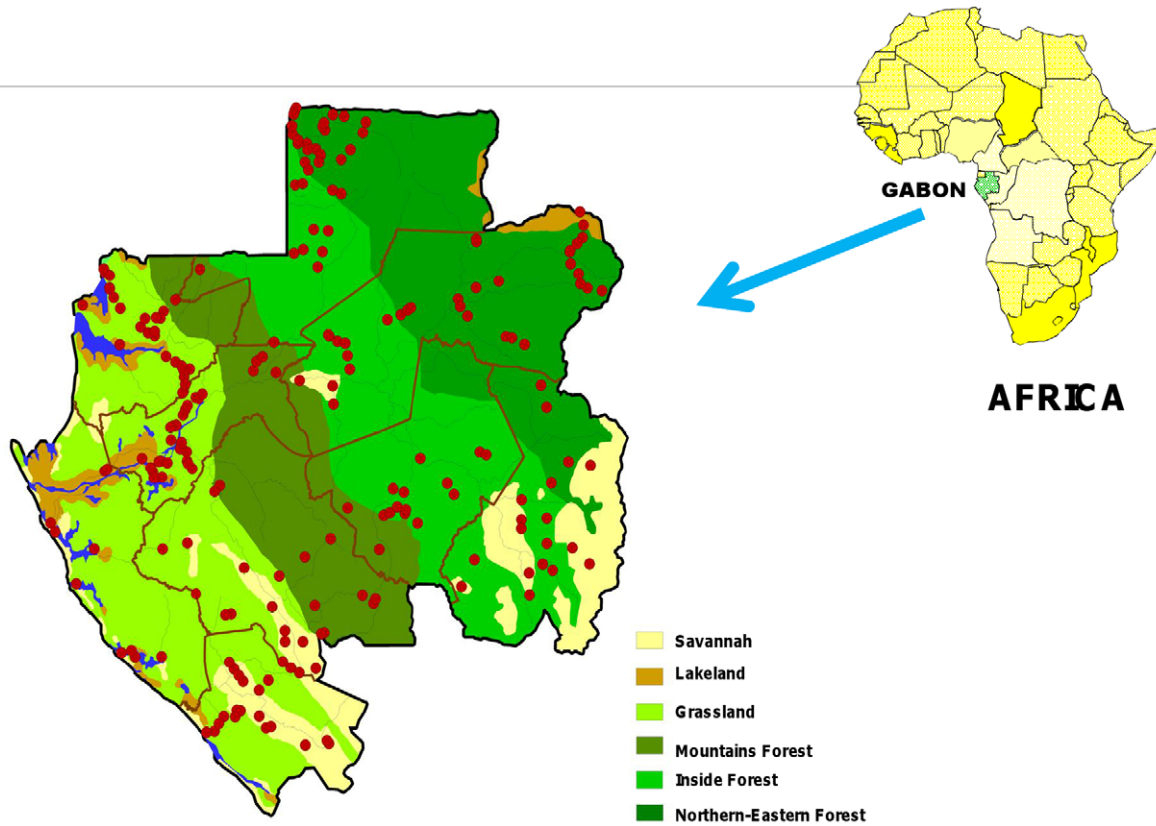 GABON
AFRICA
Savannah
Lakeland
Grassland
Mountains Forest
Inside Forest
Northern-Eastern Forest